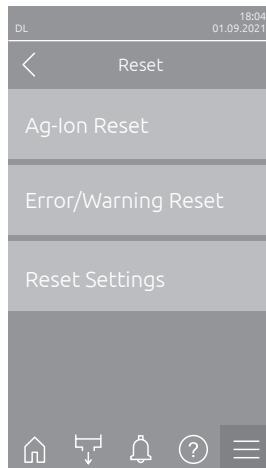 18:04
DL 01.09.2021
Reset
Ag-Ion Reset
Error/Warning Reset
Reset Settings
?